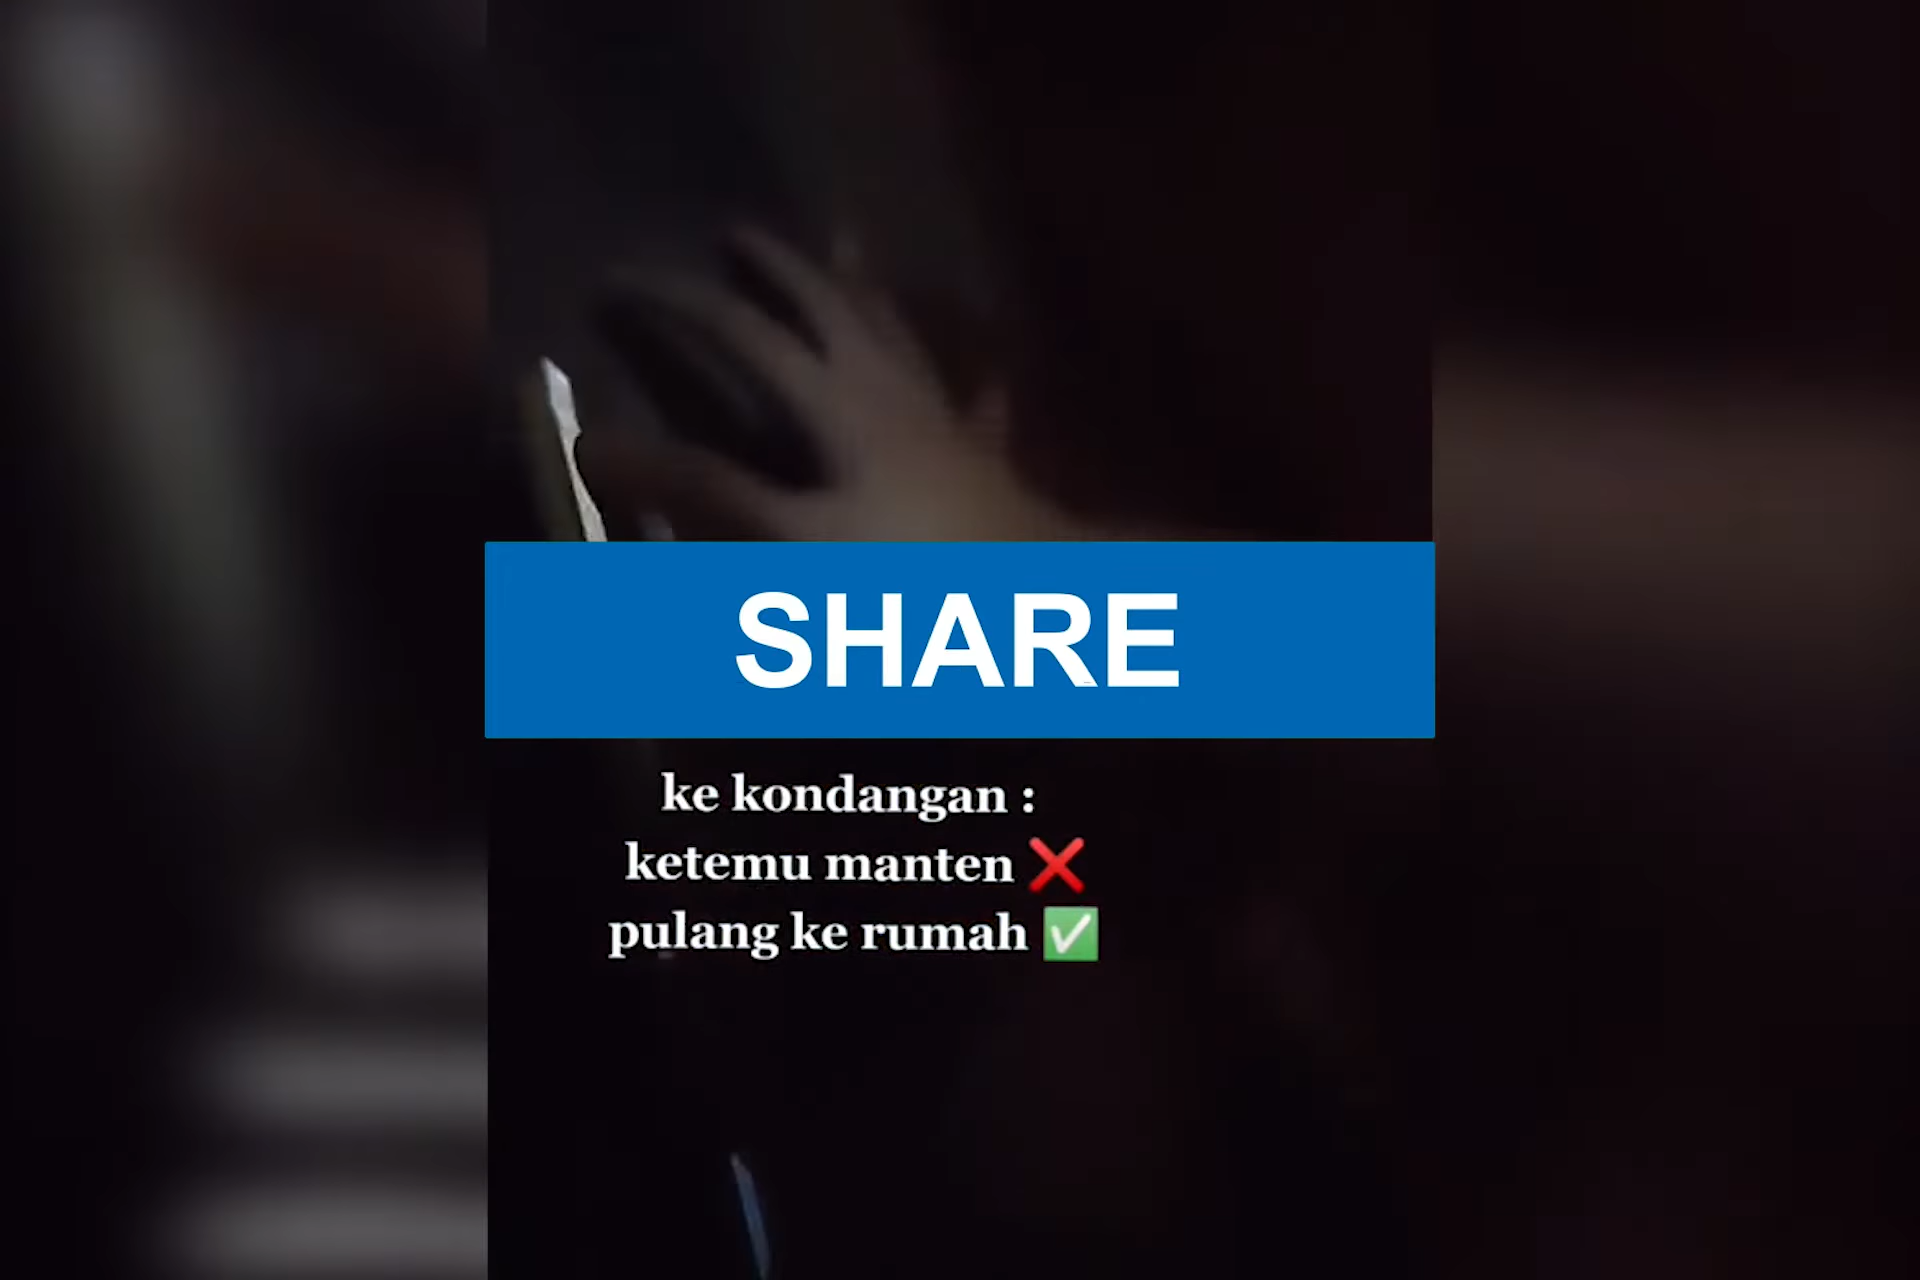 SHARE
ke kondangan :
ketemu manten ❌
pulang ke rumah ✅